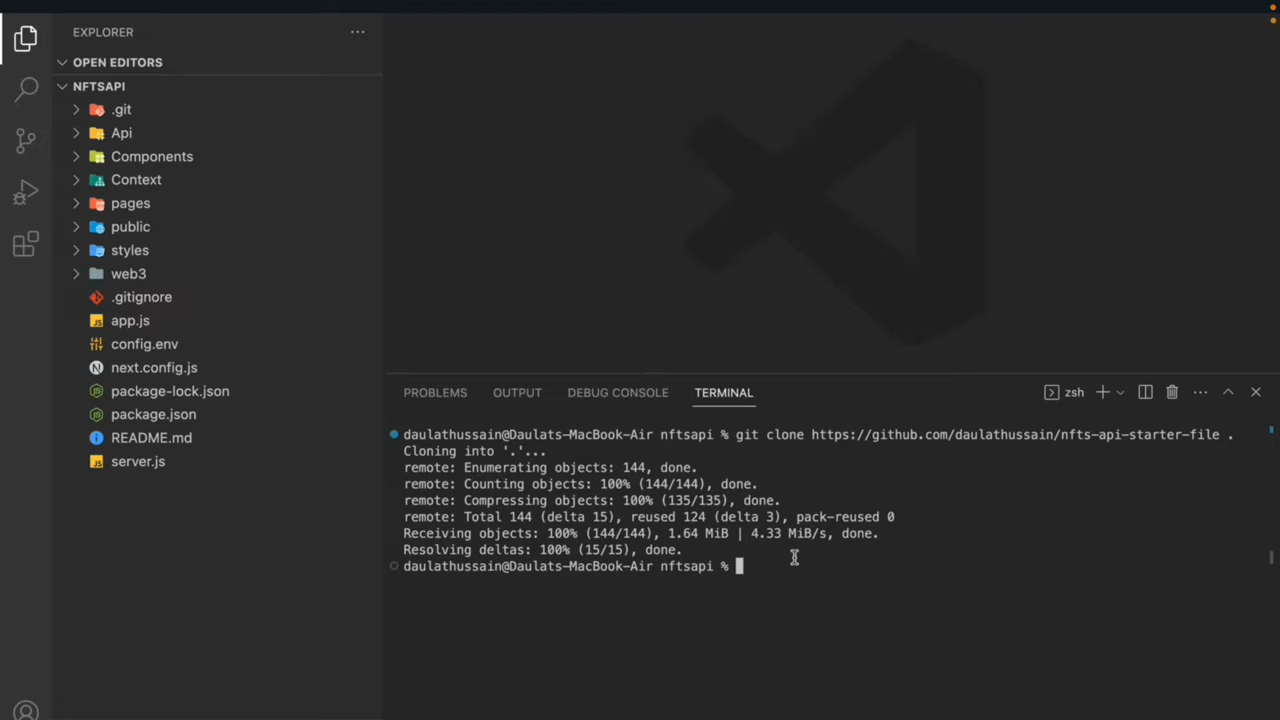 EXPLORER
OPEN EDITORS
NFTSAPI
.git
Api
Components
Context
pages
public
styles
web3
.gitignore
JS app.js
config.env
N next.config.js
package-lock.json
package.json
README.md
JS server.js
PROBLEMS OUTPUT DEBUG CONSOLE TERMINAL zsh
daulathussain@Daulats-MacBook-Air nftsapi % git clone https://github.com/daulathussain/nfts-api-starter-file .
Cloning into '.'...
remote: Enumerating objects: 144, done.
remote: Counting objects: 100% (144/144), done.
remote: Compressing objects: 100% (135/135), done.
remote: Total 144 (delta 15), reused 124 (delta 3), pack-reused 0
Receiving objects: 100% (144/144), 1.64 MiB | 4.33 MiB/s, done.
Resolving deltas: 100% (15/15), done.
daulathussain@Daulats-MacBook-Air nftsapi %